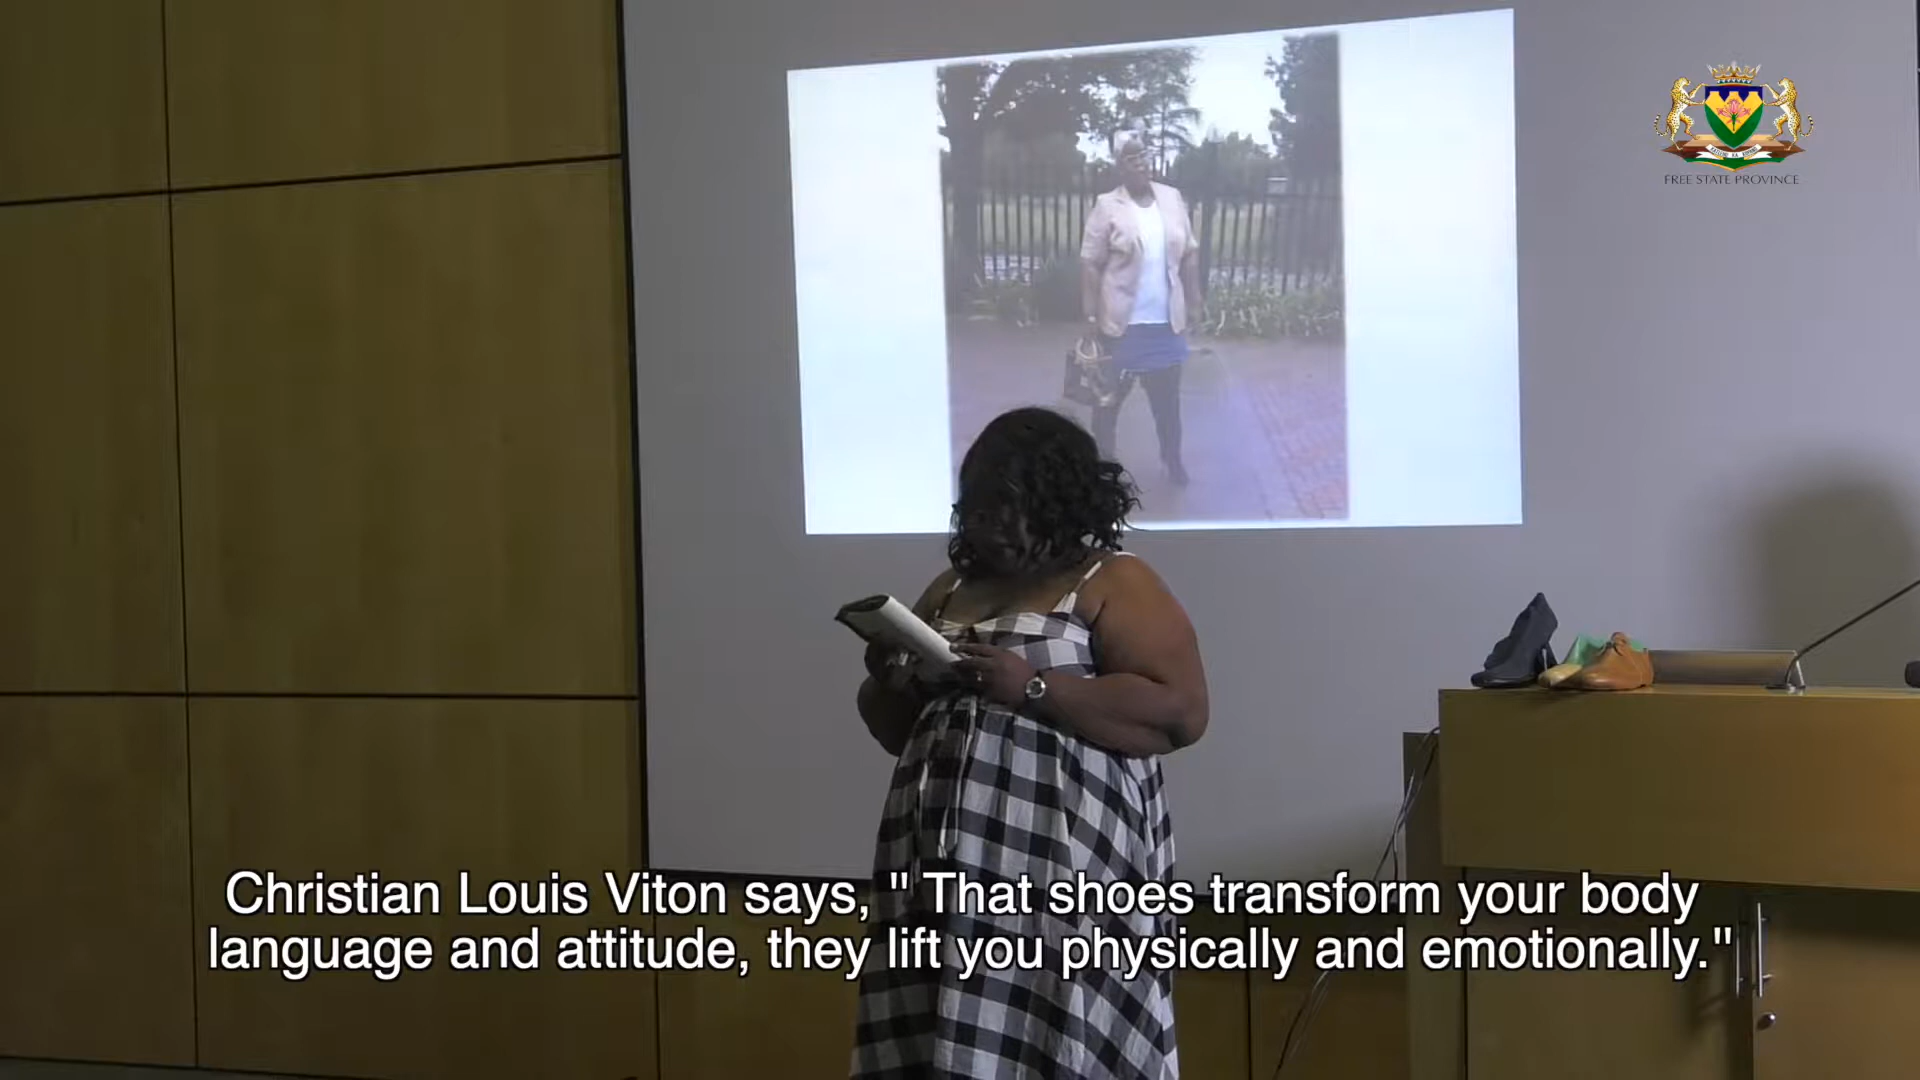 FREE STATE PROVINCE
Christian Louis Viton says, " That shoes transform your body
language and attitude, they lift you physically and emotionally."